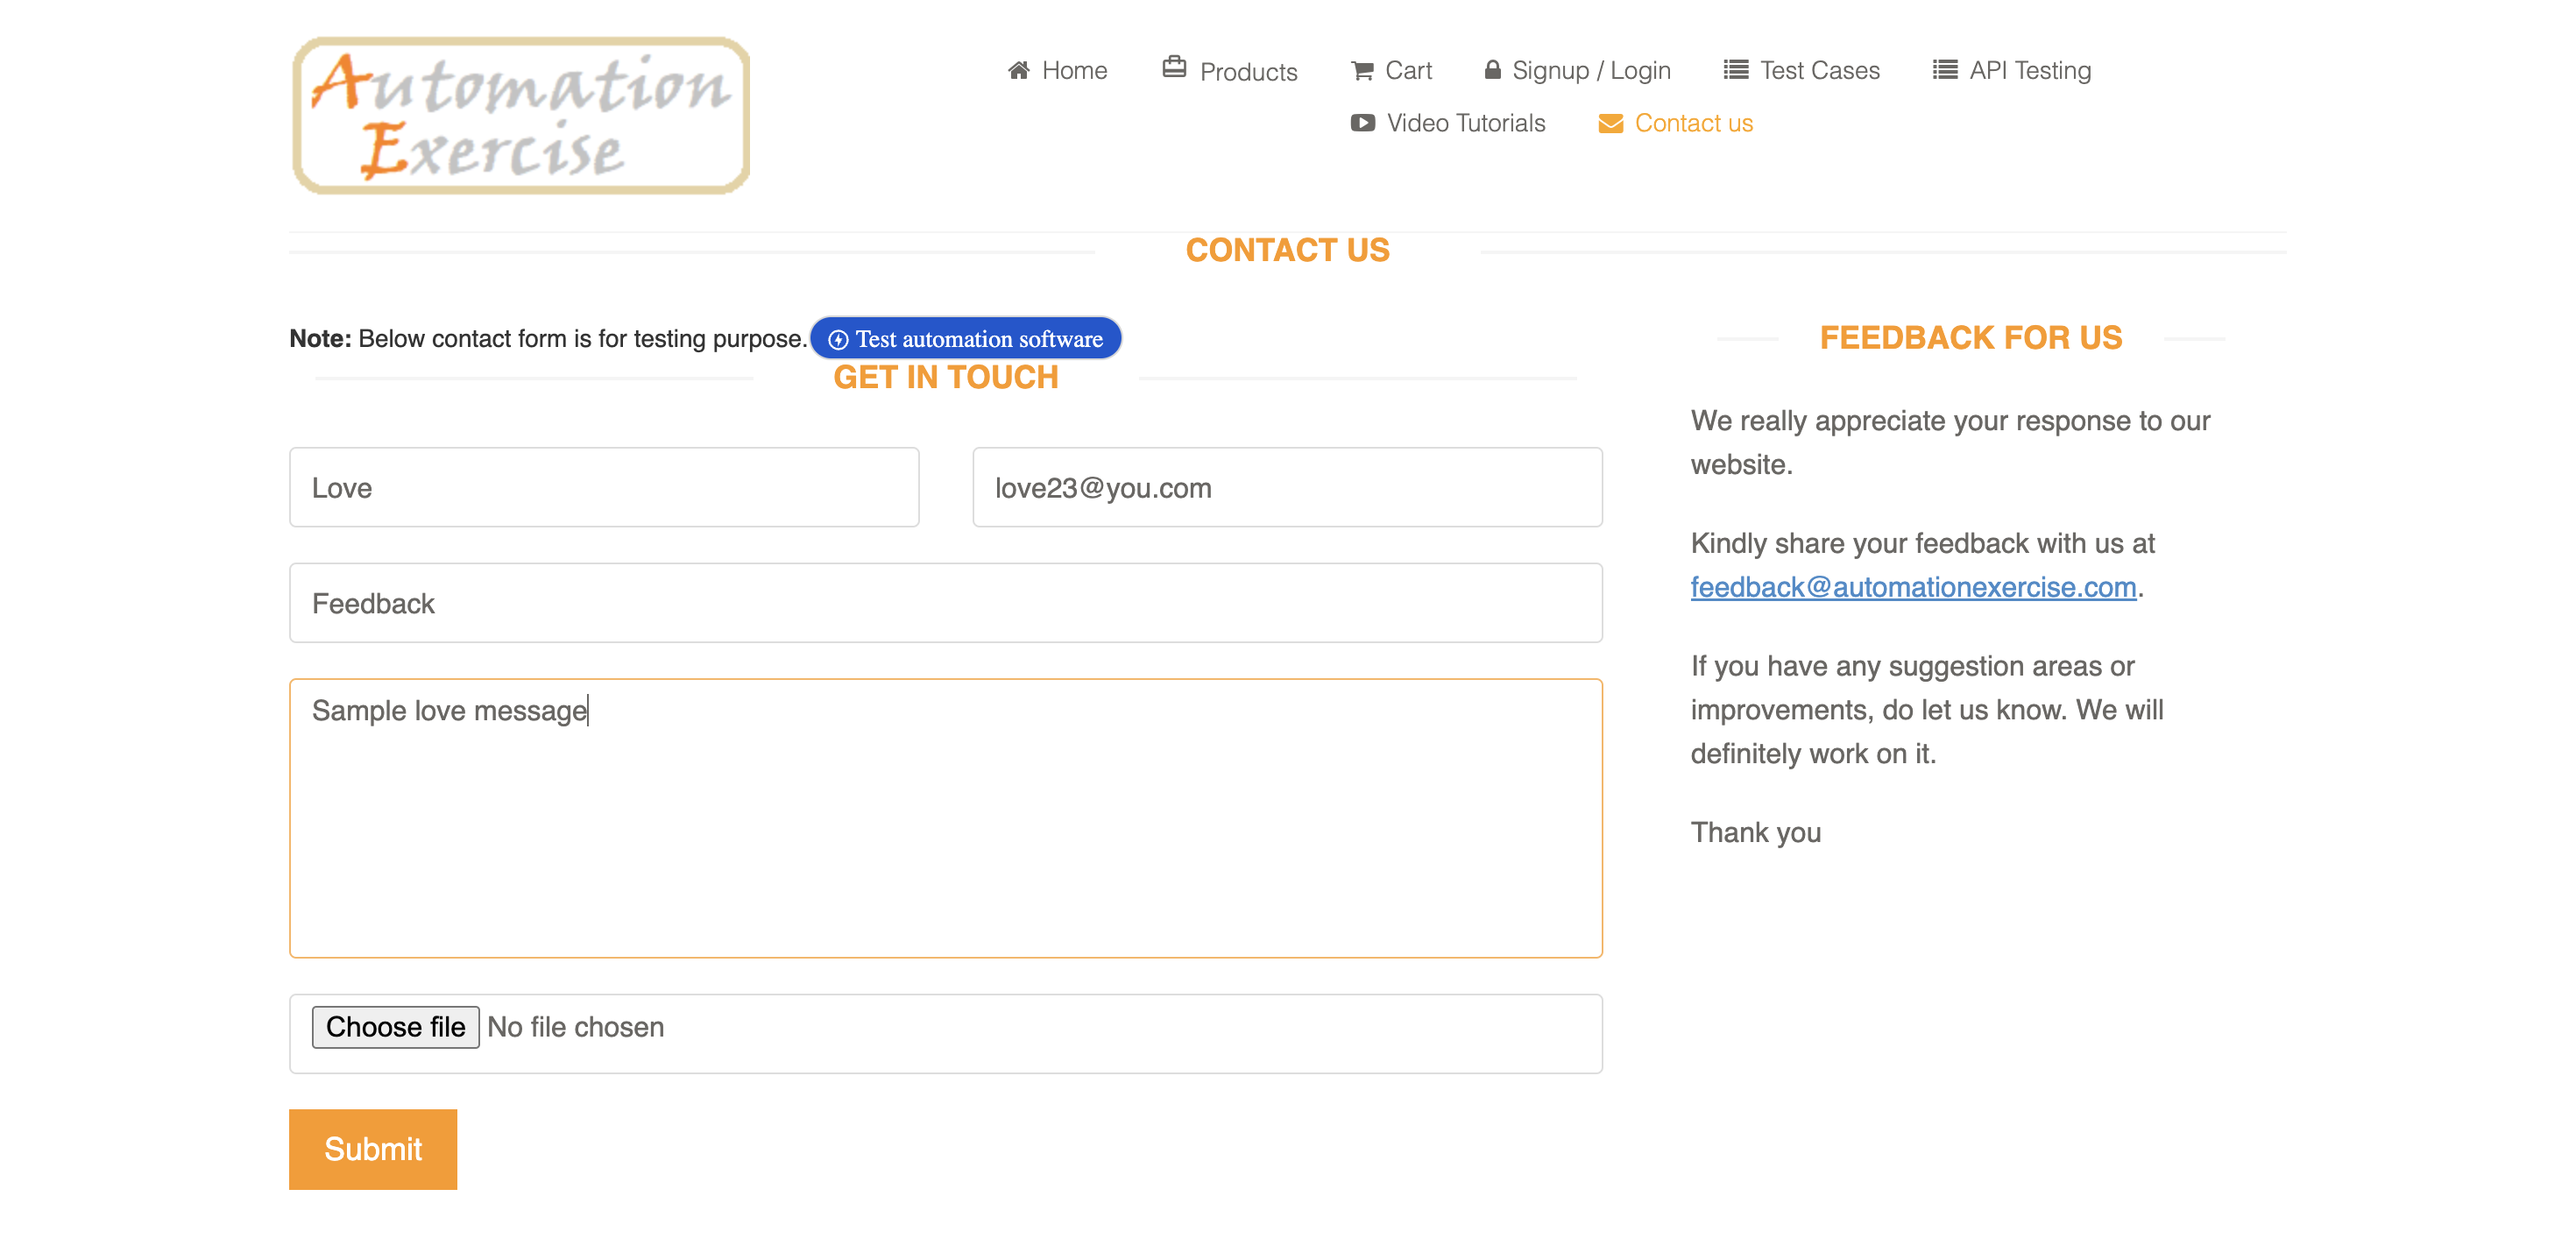 Automation
Exercise
Home Products Cart Signup / Login Test Cases API Testing
Video Tutorials Contact us
CONTACT US
Note: Below contact form is for testing purpose. Test automation software
GET IN TOUCH
Love love23@you.com
Feedback
Sample love message
Choose file No file chosen
Submit
FEEDBACK FOR US
We really appreciate your response to our
website.
Kindly share your feedback with us at
feedback@automationexercise.com.
If you have any suggestion areas or
improvements, do let us know. We will
definitely work on it.
Thank you